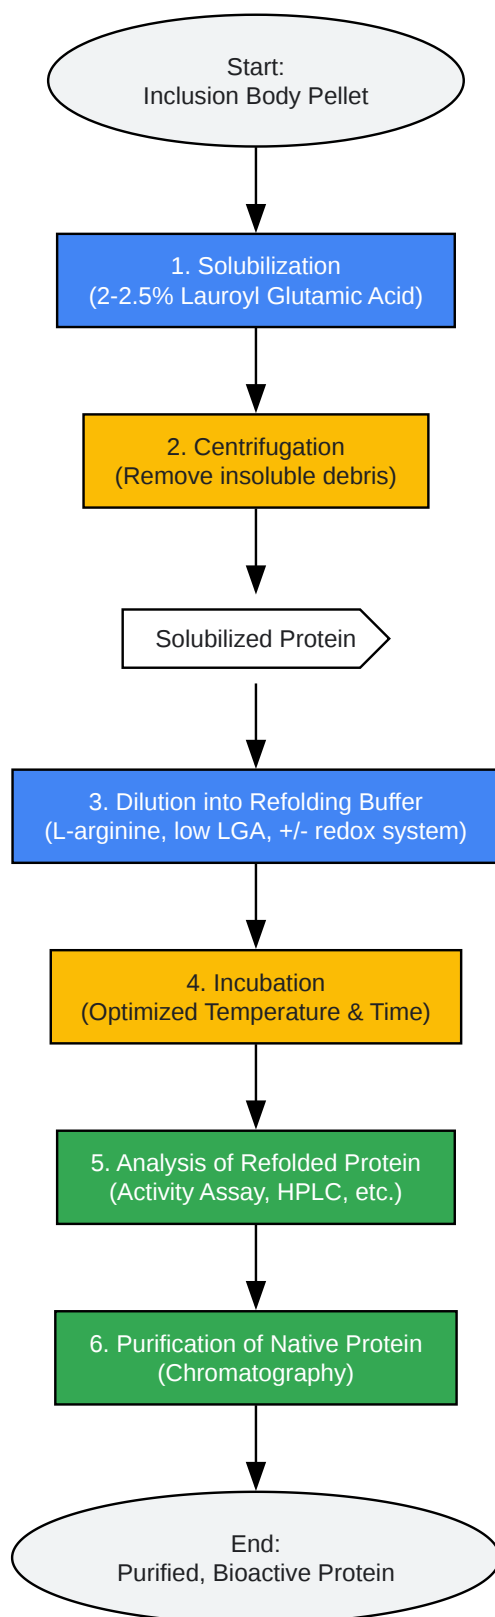 Start:
Inclusion Body Pellet
1. Solubilization
(2-2.5% Lauroyl Glutamic Acid)
2. Centrifugation
(Remove insoluble debris)
Solubilized Protein
3. Dilution into Refolding Buffer
(L-arginine, low LGA, +/- redox system)
4. Incubation
(Optimized Temperature & Time)
5. Analysis of Refolded Protein
(Activity Assay, HPLC, etc.)
6. Purification of Native Protein
(Chromatography)
End:
Purified, Bioactive Protein